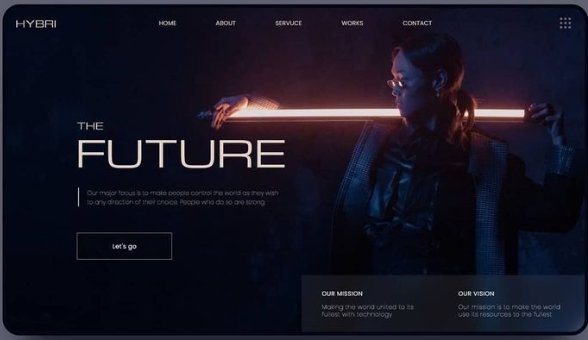 HYBRI
HOME
ABOUT
SERVUCE
WORKS
CONTACT
THE
FUTURE
Our major focus is to make people control the world as they wish
to any direction of their choice. People who do so are strong
Let's go
OUR MISSION
Making the world united to its
fullest with technology
OUR VISION
Our mission is to make the world
use its resources to the fullest